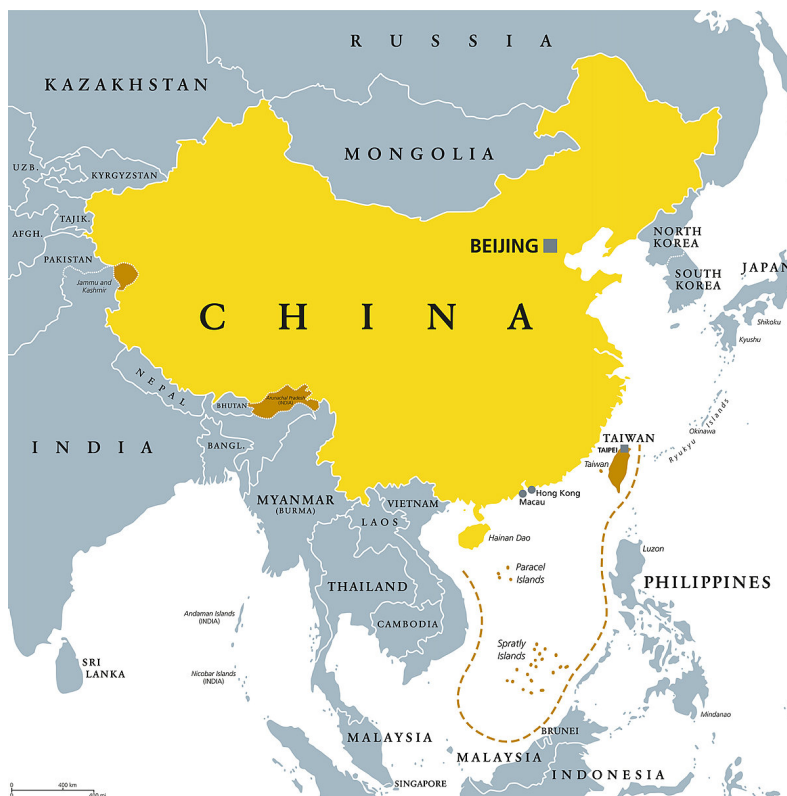 RUSSIA
KAZAKHSTAN
MONGOLIA
UZB.
KYRGYZSTAN
TAJIK.
AFGH.
PAKISTAN
Jammu and
Kashmir
BEIJING
NORTH
KOREA
SOUTH
KOREA
JAPAN
Shikoku
Kyushu
CHINA
NEPAL
BHUTAN
Arunachal Pradesh
(INDIA)
Okinawa
Ryukyu Islands
INDIA
BANGL.
TAIWAN
TAIPEI
Taiwan
MYANMAR
(BURMA)
VIETNAM
Hong Kong
Macau
LAOS
Hainan Dao
Luzon
Paracel
Islands
THAILAND
PHILIPPINES
Andaman Islands
(INDIA)
CAMBODIA
Spratly
Islands
SRI
LANKA
Nicobar Islands
(INDIA)
Mindanao
BRUNEI
MALAYSIA
MALAYSIA
INDONESIA
SINGAPORE
0 400 km
0 400 mi